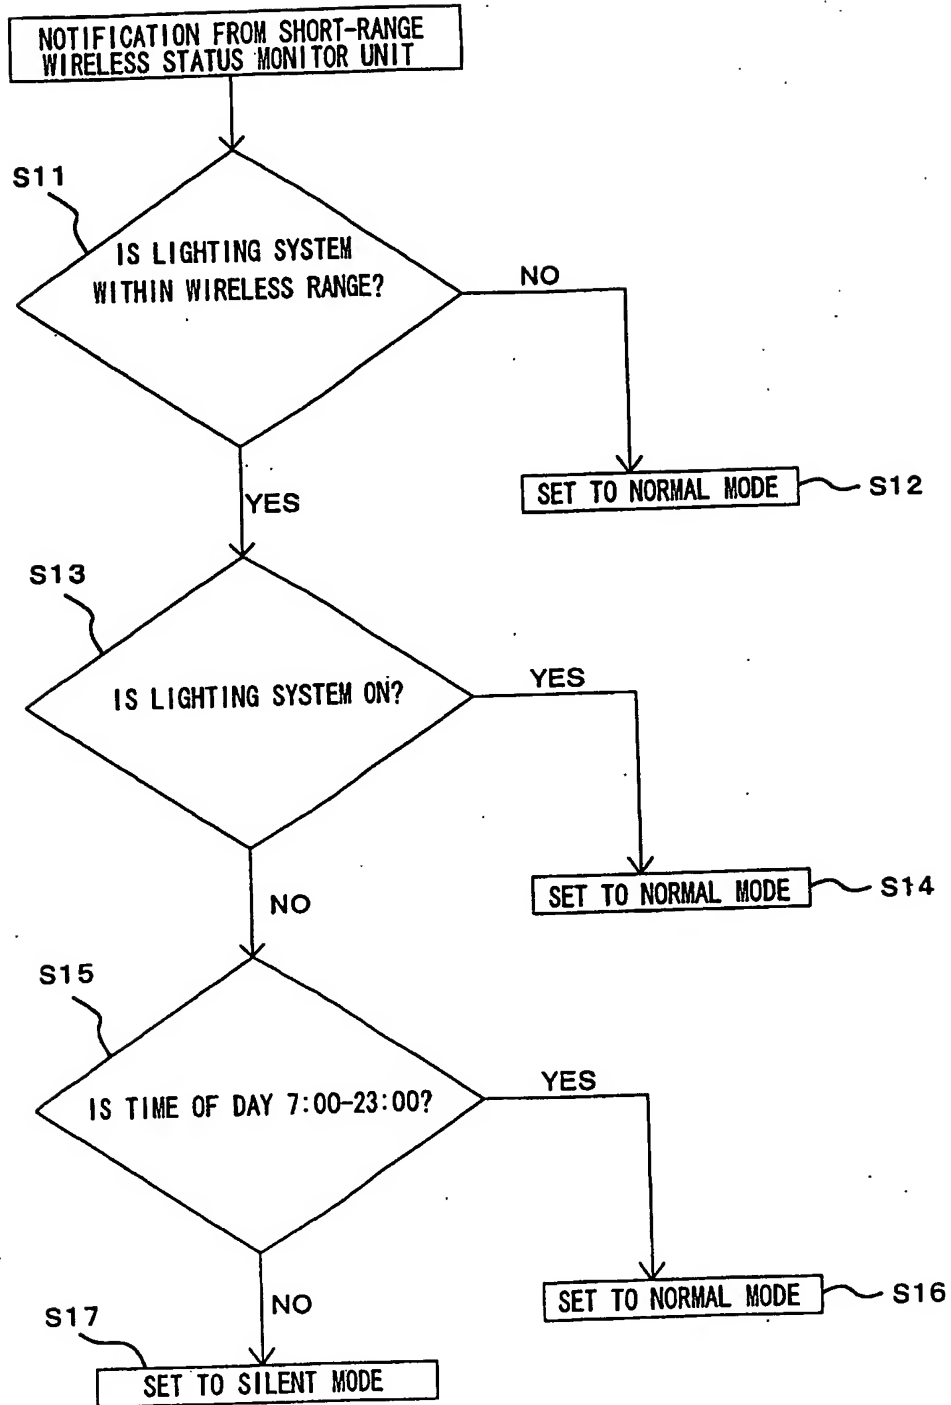 NOTIFICATION FROM SHORT-RANGE
WIRELESS STATUS MONITOR UNIT
S11
IS LIGHTING SYSTEM
WITHIN WIRELESS RANGE?
NO
YES
SET TO NORMAL MODE
S12
S13
IS LIGHTING SYSTEM ON?
YES
NO
SET TO NORMAL MODE
S14
S15
IS TIME OF DAY 7:00-23:00?
YES
NO
SET TO NORMAL MODE
S16
S17
SET TO SILENT MODE